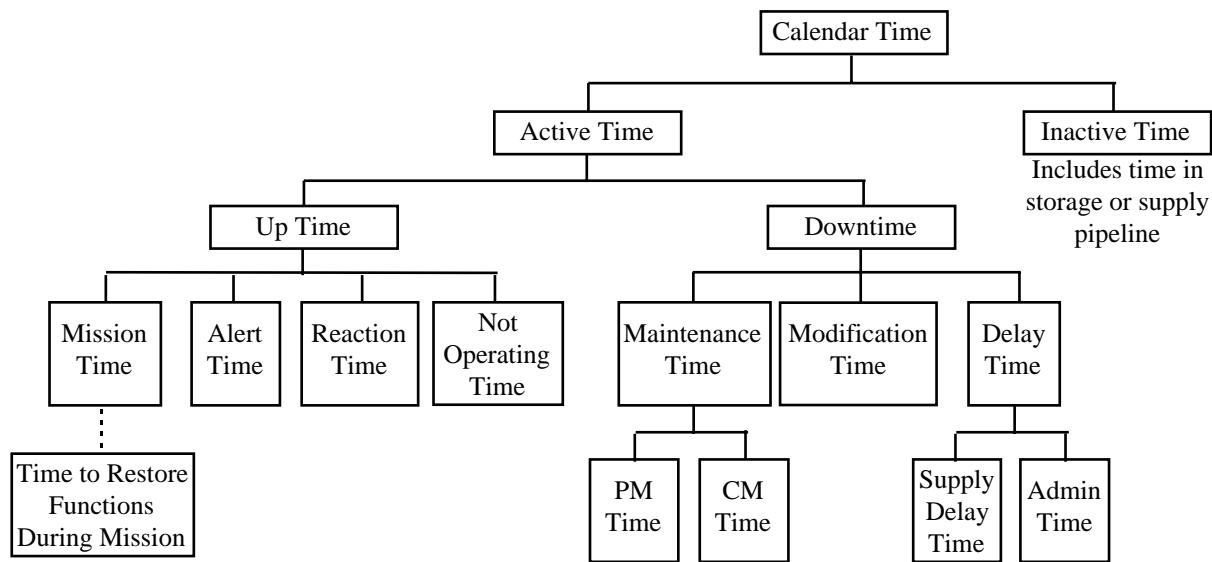 Calendar Time
Active Time
Inactive Time
Includes time in
storage or supply
pipeline
Up Time
Downtime
Mission
Time
Alert
Time
Reaction
Time
Not
Operating
Time
Maintenance
Time
Modification
Time
Delay
Time
Time to Restore
Functions
During Mission
PM
Time
CM
Time
Supply
Delay
Time
Admin
Time